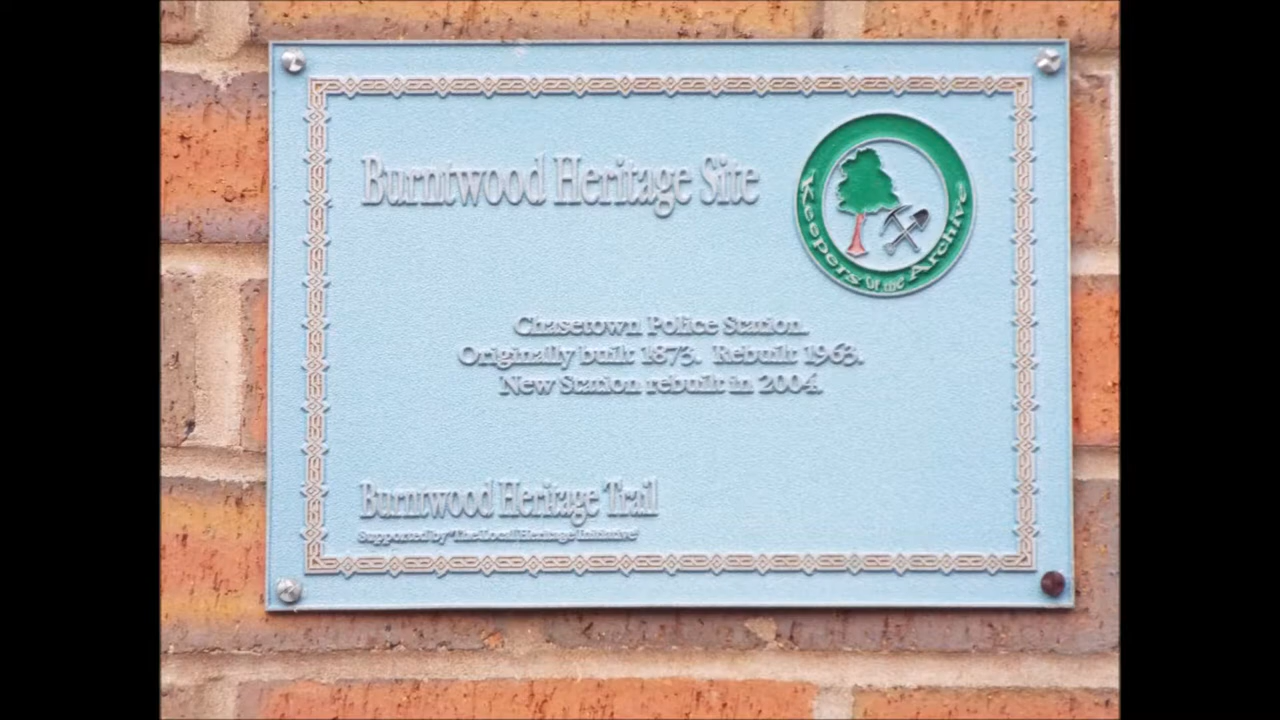 Burntwood Heritage Site
Keepers of the Archive
Chasetown Police Station.
Originally built 1873. Rebuilt 1963.
New Station rebuilt in 2004.
Burntwood Heritage Trail
Supported by 'The Local Heritage Initiative'